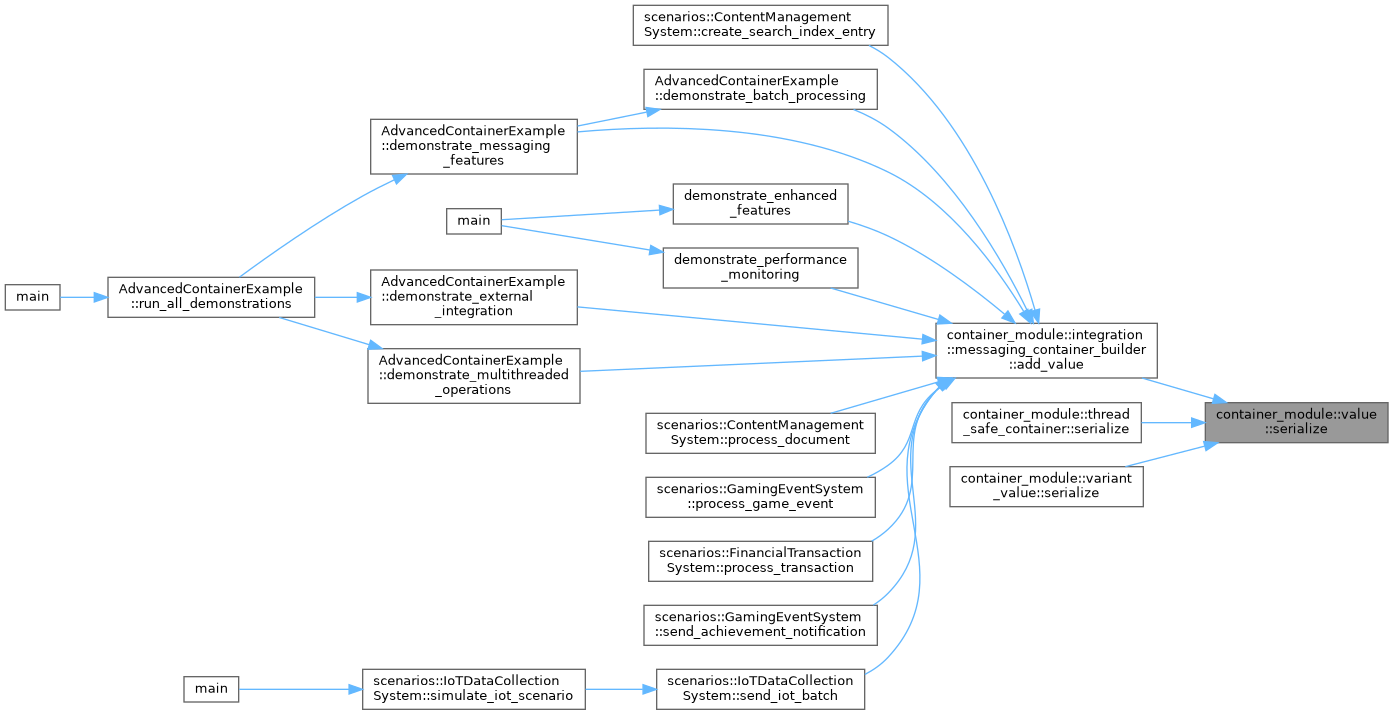 scenarios::ContentManagement
System::create_search_index_entry
AdvancedContainerExample
::demonstrate_batch_processing
AdvancedContainerExample
::demonstrate_messaging
_features
demonstrate_enhanced
_features
main
demonstrate_performance
_monitoring
AdvancedContainerExample
::run_all_demonstrations
main
AdvancedContainerExample
::demonstrate_external
_integration
AdvancedContainerExample
::demonstrate_multithreaded
_operations
container_module::integration
::messaging_container_builder
::add_value
container_module::value
::serialize
container_module::thread
_safe_container::serialize
container_module::variant
_value::serialize
scenarios::ContentManagement
System::process_document
scenarios::GamingEventSystem
::process_game_event
scenarios::FinancialTransaction
System::process_transaction
scenarios::GamingEventSystem
::send_achievement_notification
main
scenarios::IoTDataCollection
System::simulate_iot_scenario
scenarios::IoTDataCollection
System::send_iot_batch